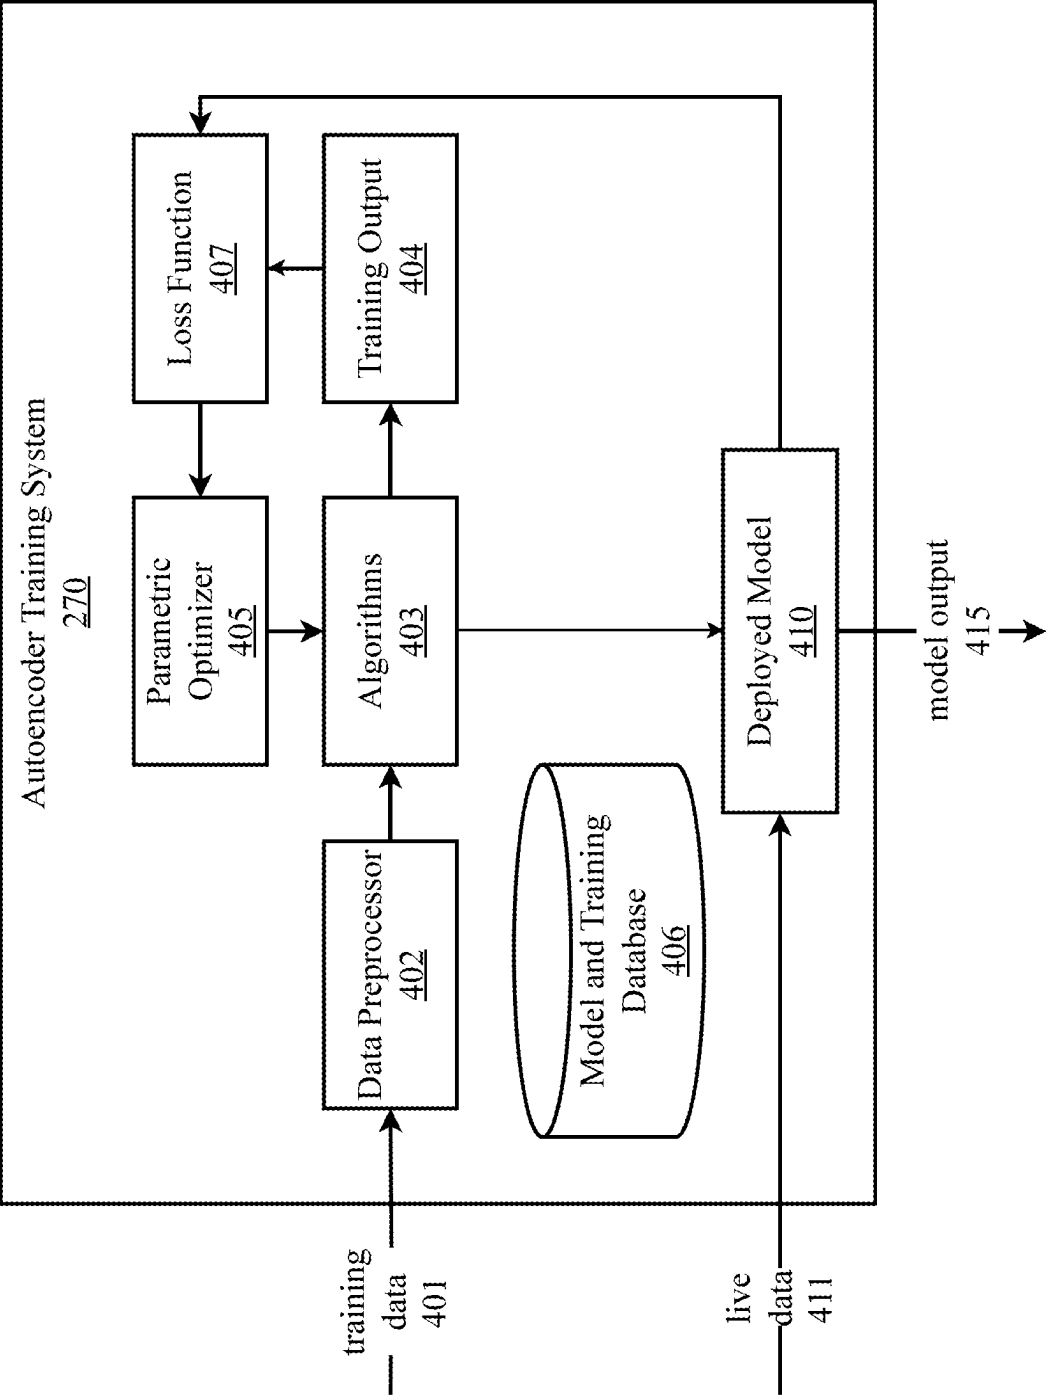 Autoencoder Training System
270
Parametric
Optimizer
405
Loss Function
407
training
data
401
Data Preprocessor
402
Algorithms
403
Training Output
404
Model and Training
Database
406
live
data
411
Deployed Model
410
model output
415